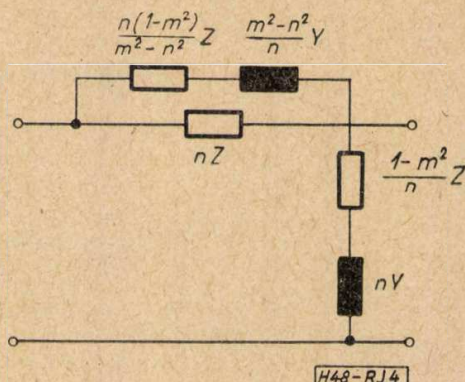 n(1-m²)/m²-n² Z   m²-n²/n Y
nZ
1-m²/n Z
nY
H48-RJ4